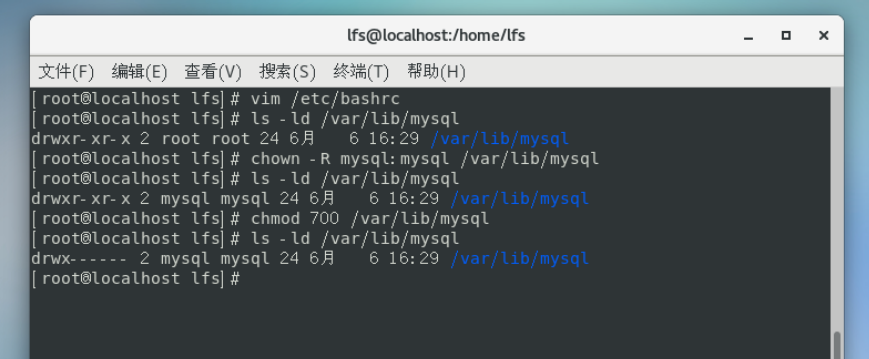 lfs@localhost:/home/lfs
文件(F) 编辑(E) 查看(V) 搜索(S) 终端(T) 帮助(H)
[root@localhost lfs]# vim /etc/bashrc
[root@localhost lfs]# ls -ld /var/lib/mysql
drwxr-xr-x 2 root root 24 6月   6 16:29 /var/lib/mysql
[root@localhost lfs]# chown -R mysql:mysql /var/lib/mysql
[root@localhost lfs]# ls -ld /var/lib/mysql
drwxr-xr-x 2 mysql mysql 24 6月   6 16:29 /var/lib/mysql
[root@localhost lfs]# chmod 700 /var/lib/mysql
[root@localhost lfs]# ls -ld /var/lib/mysql
drwx------ 2 mysql mysql 24 6月   6 16:29 /var/lib/mysql
[root@localhost lfs]#